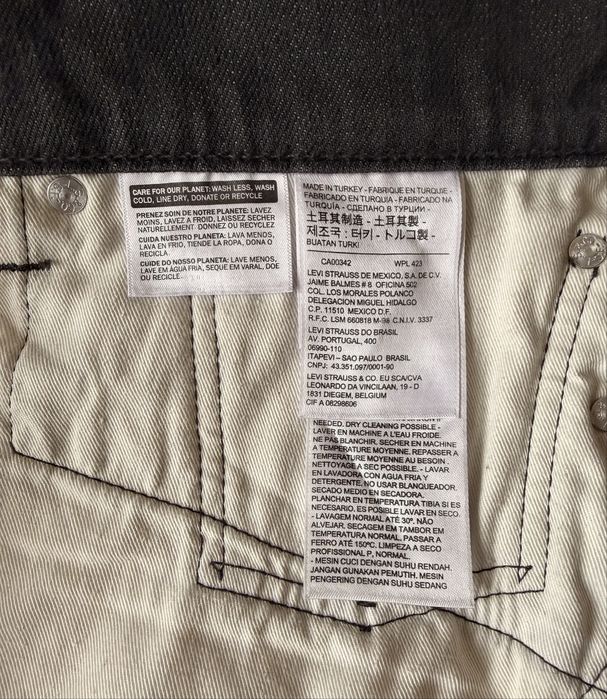 CARE FOR OUR PLANET: WASH LESS, WASH
COLD, LINE DRY, DONATE OR RECYCLE
PRENEZ SOIN DE NOTRE PLANETE: LAVEZ
MOINS, LAVEZ A FROID, LAISSEZ SECHER
NATURELLEMENT DONNEZ OU RECYCLEZ
CUIDA NUESTRO PLANETA: LAVA MENOS,
LAVA EN FRIO, TIENDE LA ROPA, DONA O
RECICLA.
CUIDE DO NOSSO PLANETA: LAVE MENOS,
LAVE EM ÁGUA FRIA, SEQUE EM VARAL, DOE
OU RECICLE.
MADE IN TURKEY - FABRIQUE EN TURQUIE -
FABRICADO EN TURQUIA - FABRICADO NA
TURQUÍA - СДЕЛАНО В ТУРЦИИ -
土耳其制造 - 土耳其製 -
제조국 : 터키 - トルコ製 -
BUATAN TURKI
CA00342 WPL 423
LEVI STRAUSS DE MEXICO, S.A. DE C.V.
JAIME BALMES # 8 OFICINA 502
COL. LOS MORALES POLANCO
DELEGACION MIGUEL HIDALGO
C.P. 11510 MEXICO D.F.
R.F.C. LSM 660818 M-98 C.N.I.V. 3337
LEVI STRAUSS DO BRASIL
AV. PORTUGAL, 400
06990-110
ITAPEVI – SAO PAULO BRASIL
CNPJ: 43.351.097/0001-90
LEVI STRAUSS & CO. EU SCA/CVA
LEONARDO DA VINCILAAN, 19 - D
1831 DIEGEM, BELGIUM
CIF A 08298606
NEEDED. DRY CLEANING POSSIBLE -
LAVER EN MACHINE A L'EAU FROIDE.
NE PAS BLANCHIR. SECHER EN MACHINE
A TEMPERATURE MOYENNE. REPASSER A
TEMPERATURE MOYENNE AU BESOIN.
NETTOYAGE A SEC POSSIBLE. - LAVAR
EN LAVADORA CON AGUA FRIA Y
DETERGENTE. NO USAR BLANQUEADOR.
SECADO MEDIO EN SECADORA.
PLANCHAR EN TEMPERATURA TIBIA SI ES
NECESARIO. ES POSIBLE LAVAR EN SECO.
- LAVAGEM NORMAL ATÉ 30º. NÃO
ALVEJAR. SECAGEM EM TAMBOR EM
TEMPERATURA NORMAL. PASSAR A
FERRO ATÉ 150ºC. LIMPEZA A SECO
PROFISSIONAL P, NORMAL.
- MESIN CUCI DENGAN SUHU RENDAH.
JANGAN GUNAKAN PEMUTIH. MESIN
PENGERING DENGAN SUHU SEDANG